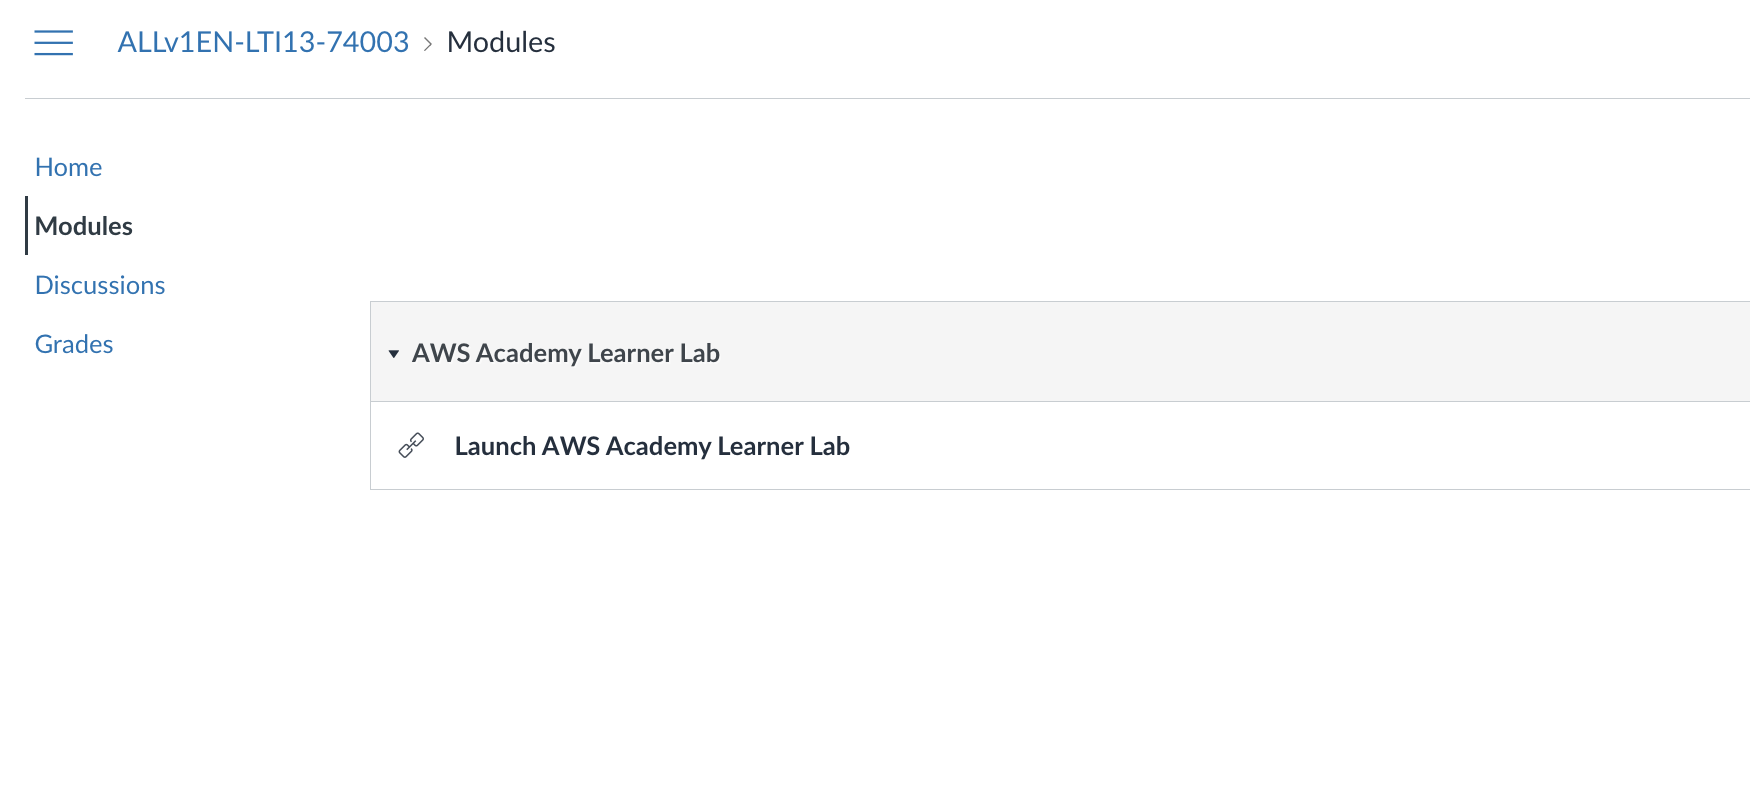 ALLv1EN-LTI13-74003 > Modules
Home
Modules
Discussions
Grades
AWS Academy Learner Lab
Launch AWS Academy Learner Lab